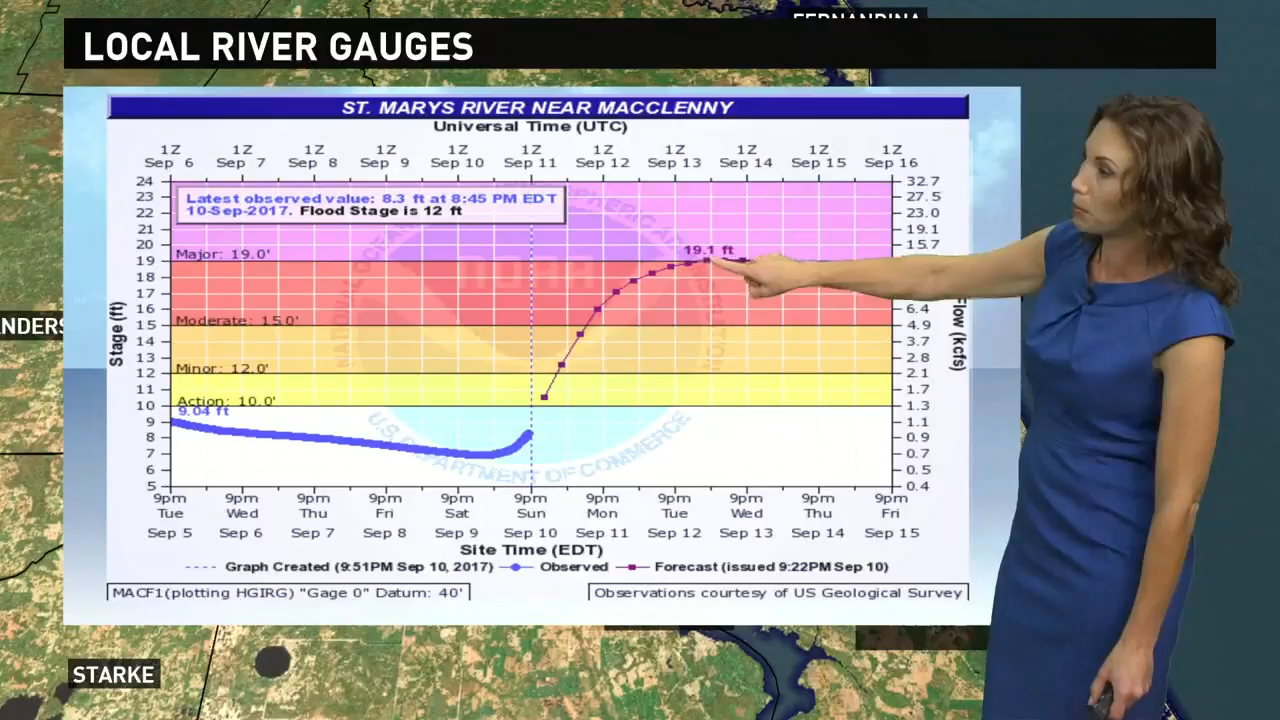 FERNANDINA
LOCAL RIVER GAUGES
ST. MARYS RIVER NEAR MACCLENNY
Universal Time (UTC)
1Z 1Z 1Z 1Z 1Z 1Z 1Z 1Z 1Z 1Z 1Z
Sep 6 Sep 7 Sep 8 Sep 9 Sep 10 Sep 11 Sep 12 Sep 13 Sep 14 Sep 15 Sep 16
24 32.7
23 27.5
22 23.0
21 19.1
20 15.7
19
18
17
16 6.4
15 4.9
14 3.7
13 2.8
12 2.1
11 1.7
10 1.3
9 1.1
8 0.9
7 0.7
6 0.5
5 0.4
Latest observed value: 8.3 ft at 8:45 PM EDT
10-Sep-2017. Flood Stage is 12 ft
19.1 ft
Major: 19.0'
Moderate: 15.0'
Minor: 12.0'
Action: 10.0'
9.04 ft
Stage (ft)
Flow (kcfs)
NOAA
U.S. DEPARTMENT OF COMMERCE
9pm 9pm 9pm 9pm 9pm 9pm 9pm 9pm 9pm 9pm 9pm
Tue Wed Thu Fri Sat Sun Mon Tue Wed Thu Fri
Sep 5 Sep 6 Sep 7 Sep 8 Sep 9 Sep 10 Sep 11 Sep 12 Sep 13 Sep 14 Sep 15
Site Time (EDT)
Graph Created (9:51PM Sep 10, 2017) Observed Forecast (issued 9:22PM Sep 10)
MACF1(plotting HGIRG) "Gage 0" Datum: 40'
Observations courtesy of US Geological Survey
NDERS
STARKE